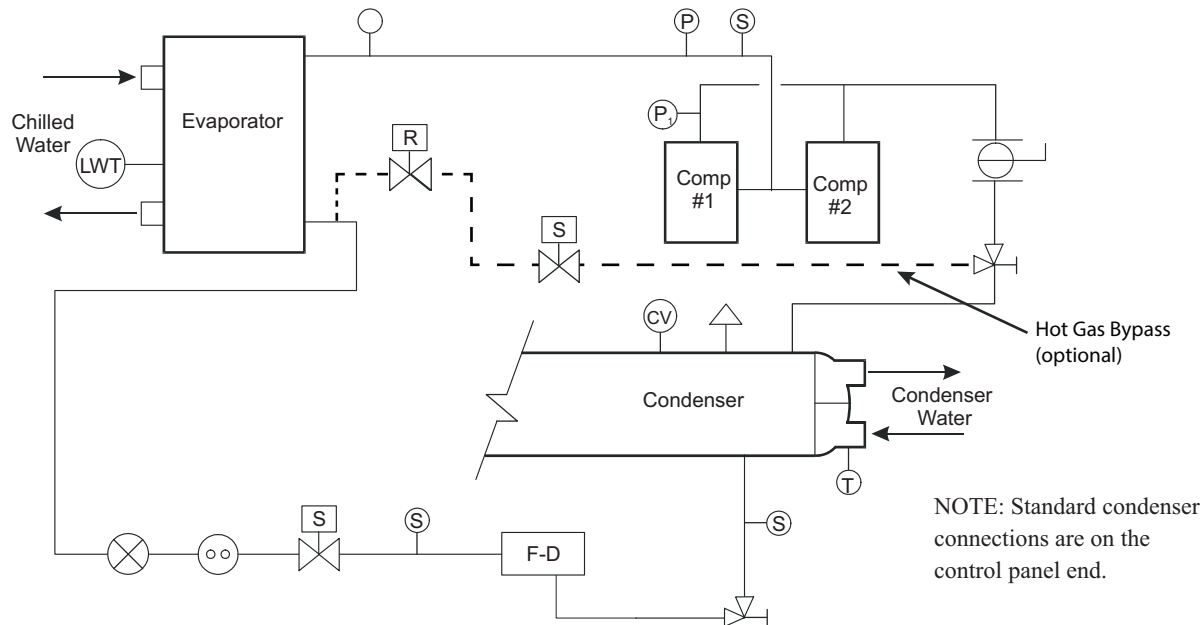 P
S
Evaporator
Chilled
Water
LWT
R
P1
Comp
#1
Comp
#2
S
Hot Gas Bypass
(optional)
CV
Condenser
Condenser
Water
T
S
S
S
F-D
NOTE: Standard condenser
connections are on the
control panel end.